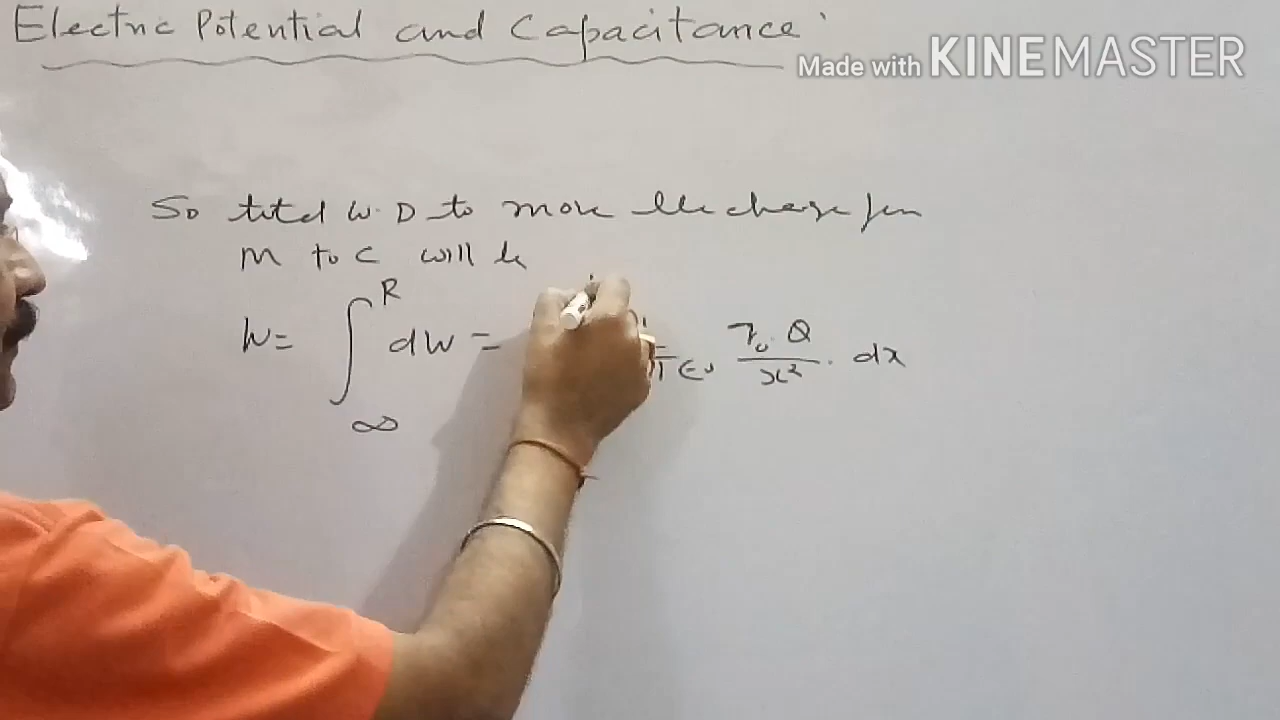 Electric Potential and Capacitance
Made with KINEMASTER
So total W.D to move the charge from
M to C will be
W= ∫ R ∞ dW = π ∈₀ q₀ Q / x² . dx